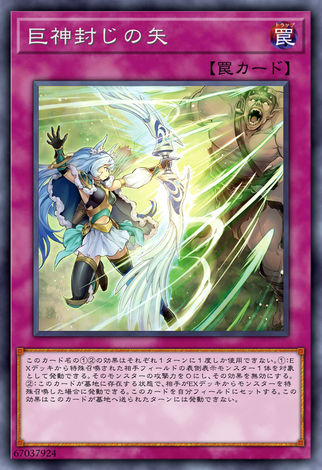 巨神封じの矢
トラップ
罠
【罠カード】
このカード名の①②の効果はそれぞれ1ターンに1度しか使用できない。①:E
Xデッキから特殊召喚された相手フィールドの表側表示モンスター1体を対象
として発動できる。そのモンスターの攻撃力を0にし、その効果を無効にする。
②:このカードが墓地に存在する状態で、相手がEXデッキからモンスターを特
殊召喚した場合に発動できる。このカードを自分フィールドにセットする。この
効果はこのカードが墓地へ送られたターンには発動できない。
67037924